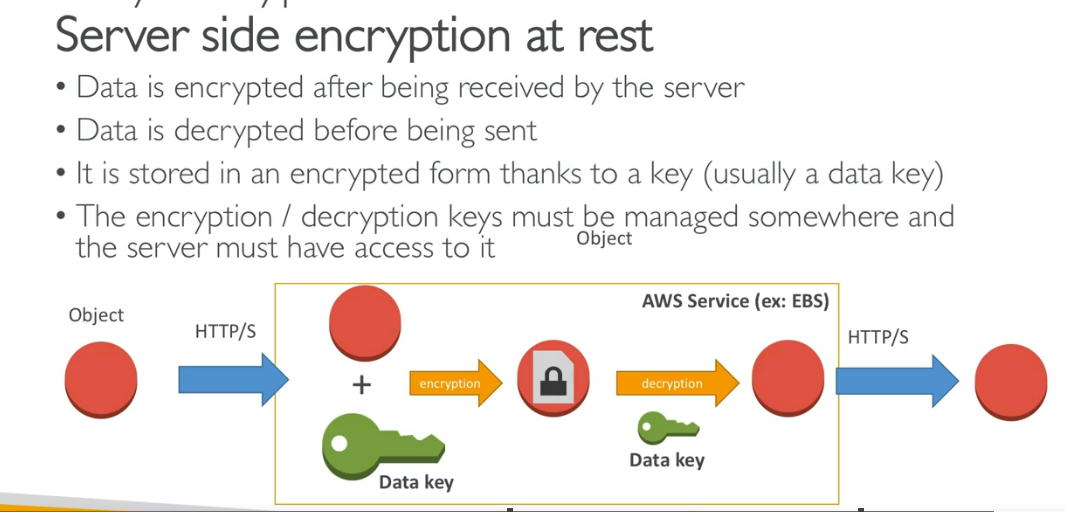 Server side encryption at rest
• Data is encrypted after being received by the server
• Data is decrypted before being sent
• It is stored in an encrypted form thanks to a key (usually a data key)
• The encryption / decryption keys must be managed somewhere and
the server must have access to it
Object
AWS Service (ex: EBS)
Object
HTTP/S
HTTP/S
+
encryption
decryption
Data key
Data key